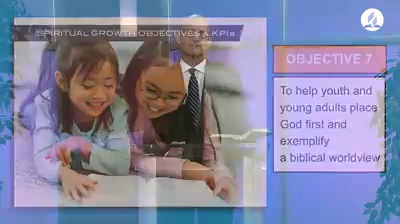 SPIRITUAL GROWTH OBJECTIVES & KPIs
OBJECTIVE 7
To help youth and
young adults place
God first and
exemplify
a biblical worldview